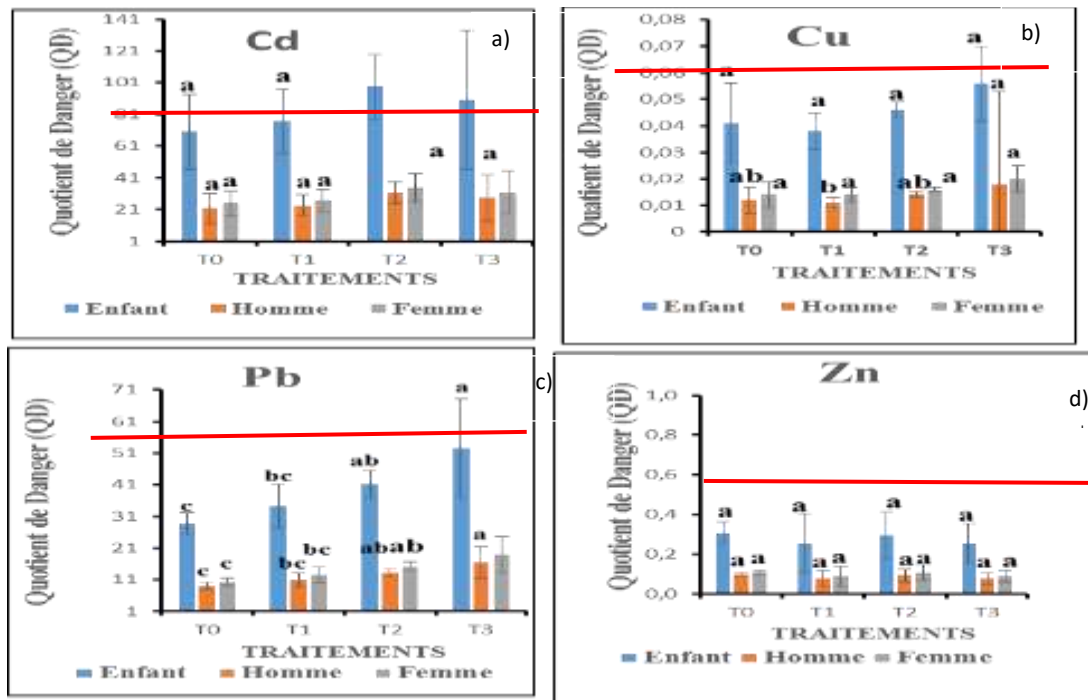 Cd
a)
Quotient de Danger (QD)
141
121
101
81
61
41
21
1
a
a
a
a
a
a
a
a
T0
T1
T2
T3
TRAITEMENTS
Enfant
Homme
Femme
Cu
b)
Quatient de Danger (QD)
0,08
0,07
0,06
0,05
0,04
0,03
0,02
0,01
0
a
a
a
a
ab
a
b
a
ab
a
a
a
T0
T1
T2
T3
TRAITEMENTS
Enfant
Homme
Femme
Pb
c)
Quotient de Danger (QD)
71
61
51
41
31
21
11
1
c
bc
ab
a
c
c
bc
bc
ab
ab
a
T0
T1
T2
T3
TRAITEMENTS
Enfant
Homme
Femme
Zn
d)
Quotient de Danger (QD)
1,0
0,8
0,6
0,4
0,2
0,0
a
a
a
a
a
a
a
a
a
a
a
a
T0
T1
T2
T3
TRAITEMENTS
Enfant
Homme
Femme